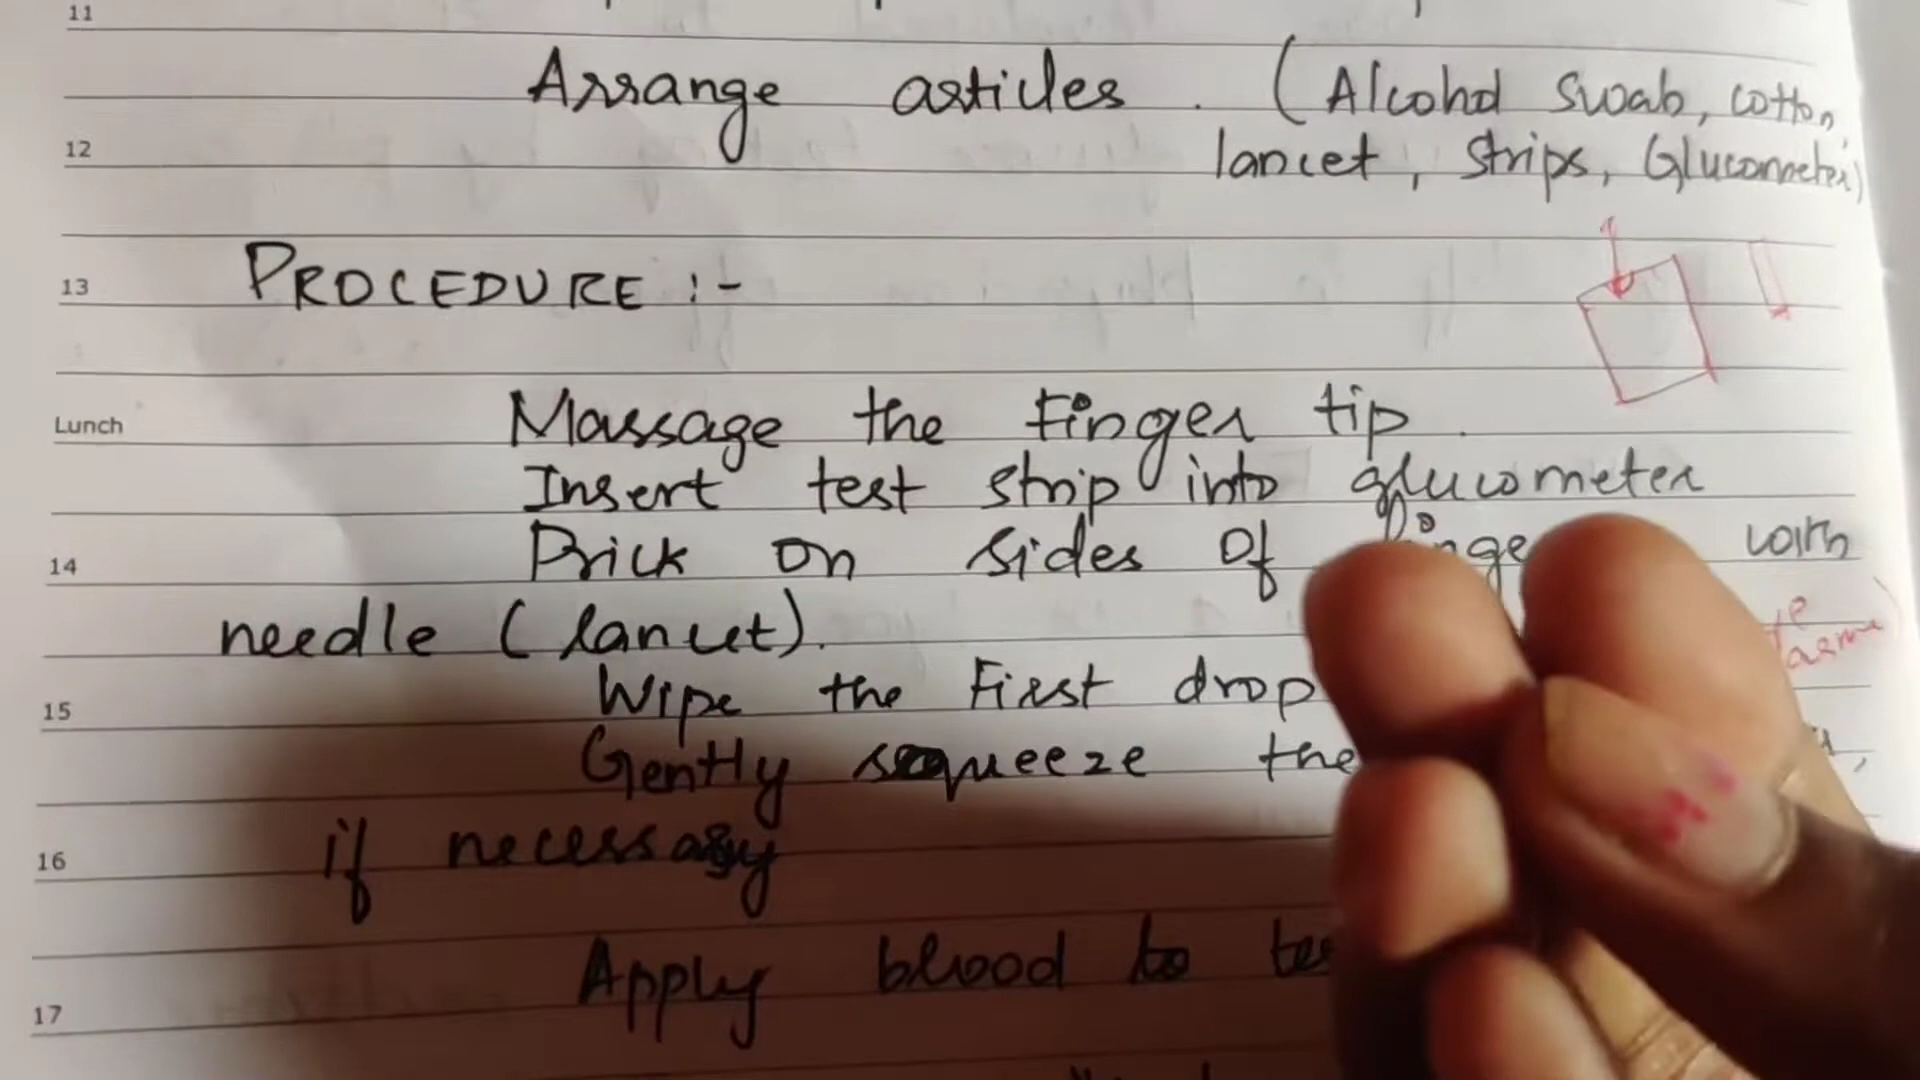 11
Arrange articles. (Alcohol swab, cotton,
12
lancet, strips, Glucometer)
13
PROCEDURE :-
Lunch
Massage the Finger tip.
Insert test strip into glucometer
14
Prick on sides of with
needle (lancet).
15
Wipe the First drop
Gently squeeze the
16
if necessary
Apply blood to
17